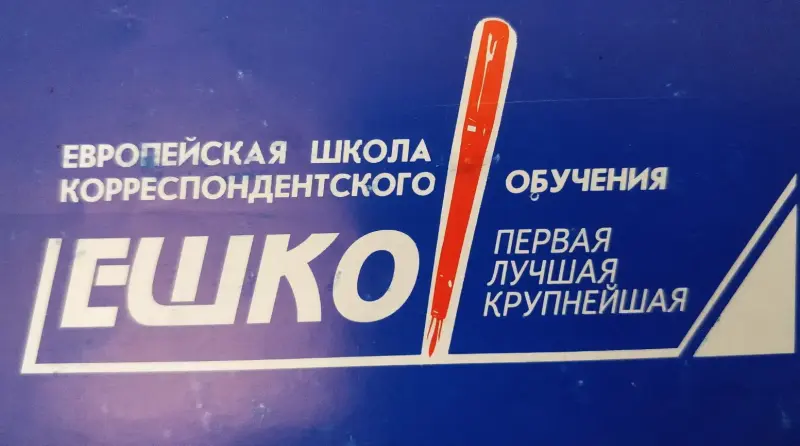 ЕВРОПЕЙСКАЯ ШКОЛА
КОРРЕСПОНДЕНТСКОГО ОБУЧЕНИЯ
ЕШКО
ПЕРВАЯ
ЛУЧШАЯ
КРУПНЕЙШАЯ